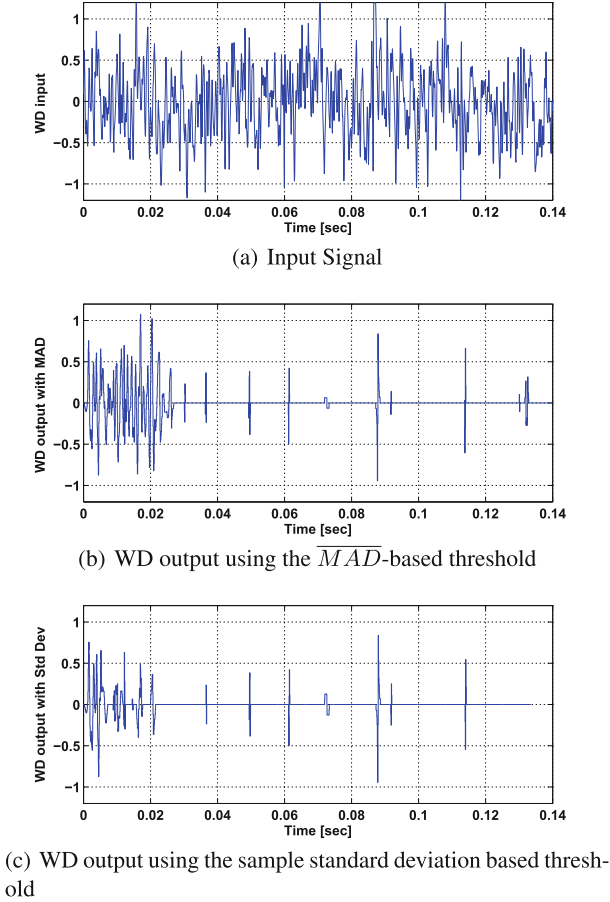 1
0.5
0
−0.5
−1
WD input
0 0.02 0.04 0.06 0.08 0.1 0.12 0.14
Time [sec]
(a) Input Signal
1
0.5
0
−0.5
−1
WD output with MAD
0 0.02 0.04 0.06 0.08 0.1 0.12 0.14
Time [sec]
(b) WD output using the M̅A̅D̅-based threshold
1
0.5
0
−0.5
−1
WD output with Std Dev
0 0.02 0.04 0.06 0.08 0.1 0.12 0.14
Time [sec]
(c) WD output using the sample standard deviation based thresh-
old